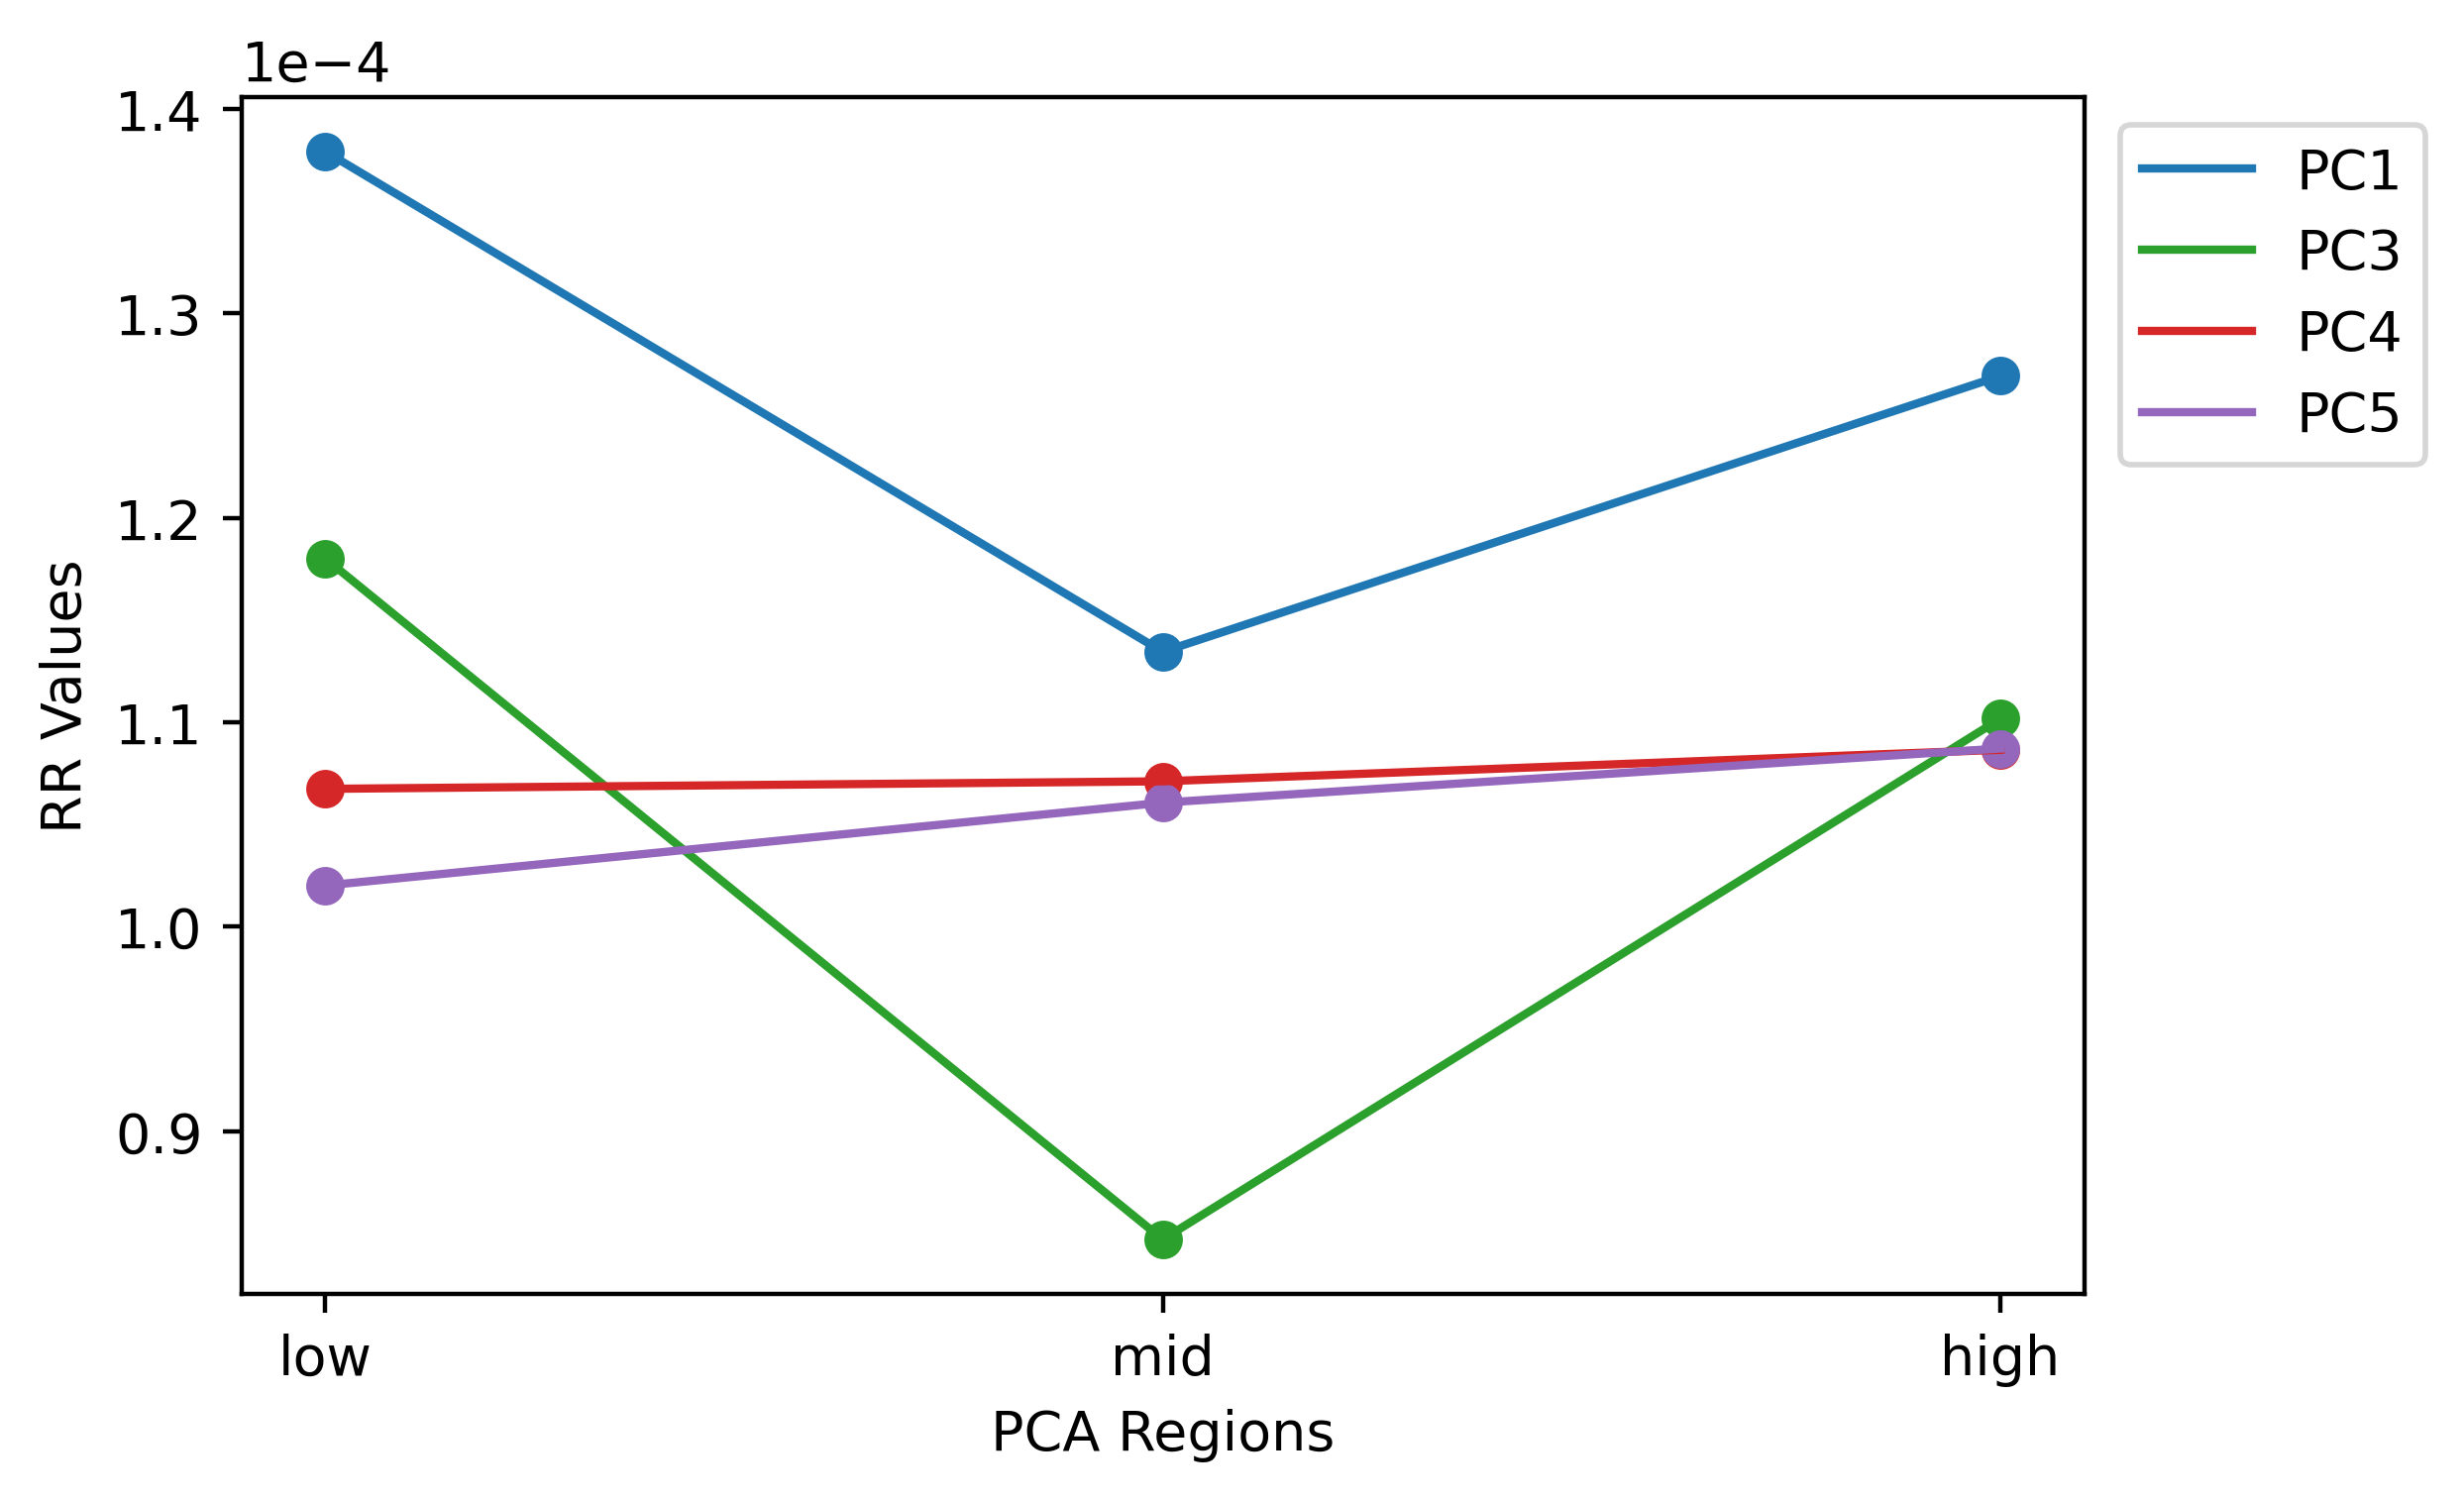 1e−4
1.4
1.3
1.2
1.1
1.0
0.9
RR Values
low
mid
high
PCA Regions
PC1
PC3
PC4
PC5